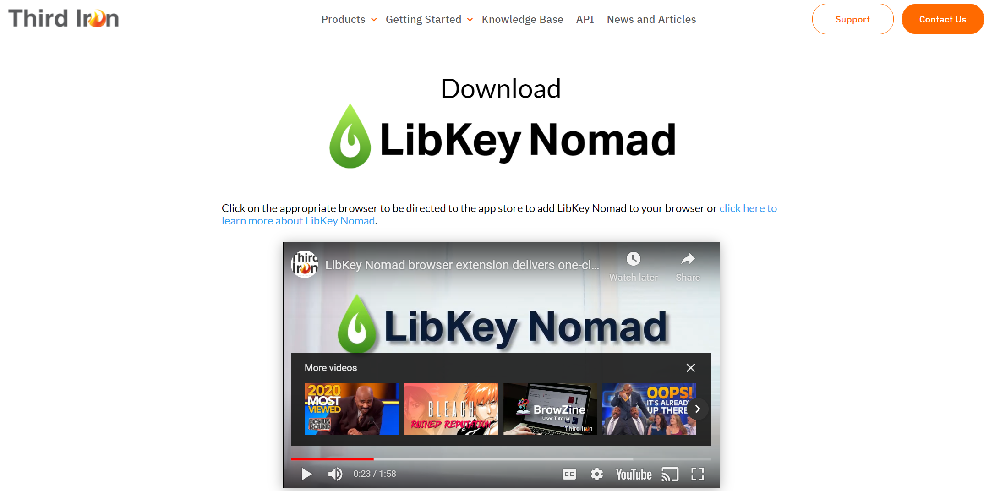 Third Iron
Products
Getting Started
Knowledge Base
API
News and Articles
Support
Contact Us
Download
LibKey Nomad
Click on the appropriate browser to be directed to the app store to add LibKey Nomad to your browser or click here to
learn more about LibKey Nomad.
Third
Iron
LibKey Nomad browser extension delivers one-cl...
Watch later
Share
LibKey Nomad
More videos
2020
MOST
VIEWED
BONUS
ROUND
BLEACH
RUINED REPUTATION
BrowZine
User Tutorial
Third Iron
OOPS!
IT'S ALREADY
UP THERE
0:23 / 1:58
CC
YouTube